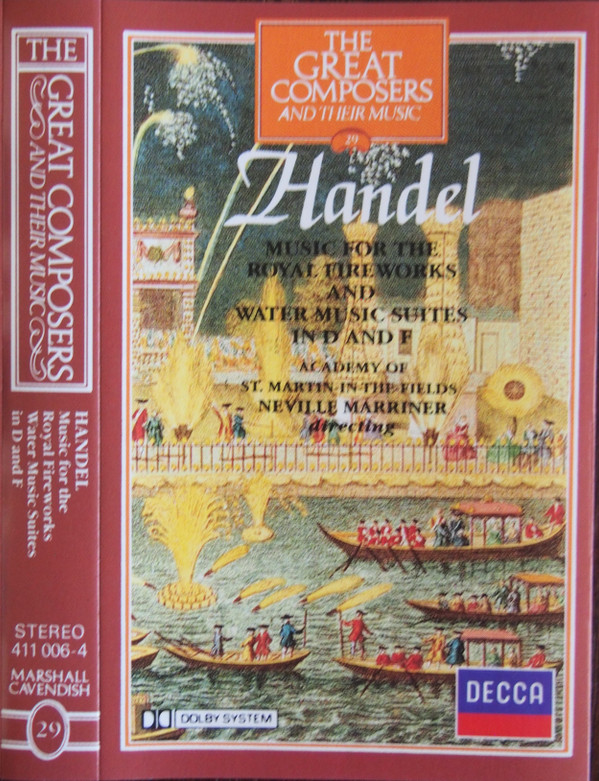 THE
GREAT COMPOSERS
AND THEIR MUSIC
HANDEL
Music for the
Royal Fireworks
Water Music Suites
in D and F
STEREO
411 006-4
MARSHALL
CAVENDISH
29
THE
GREAT
COMPOSERS
AND THEIR MUSIC
29
Handel
MUSIC FOR THE
ROYAL FIREWORKS
AND
WATER MUSIC SUITES
IN D AND F
ACADEMY OF
ST. MARTIN-IN-THE-FIELDS
NEVILLE MARRINER
directing
DOLBY SYSTEM
DECCA